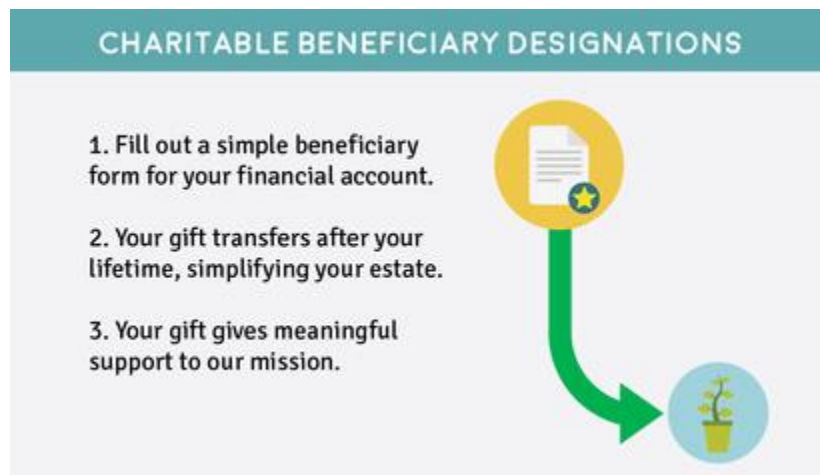 CHARITABLE BENEFICIARY DESIGNATIONS
1. Fill out a simple beneficiary
form for your financial account.
2. Your gift transfers after your
lifetime, simplifying your estate.
3. Your gift gives meaningful
support to our mission.